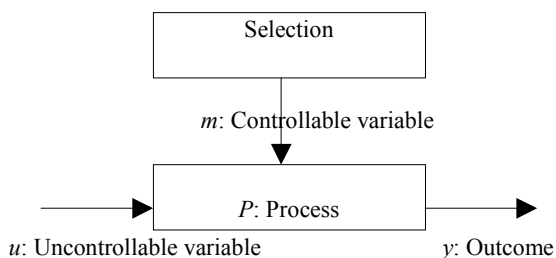 Selection
m: Controllable variable
P: Process
u: Uncontrollable variable
y: Outcome